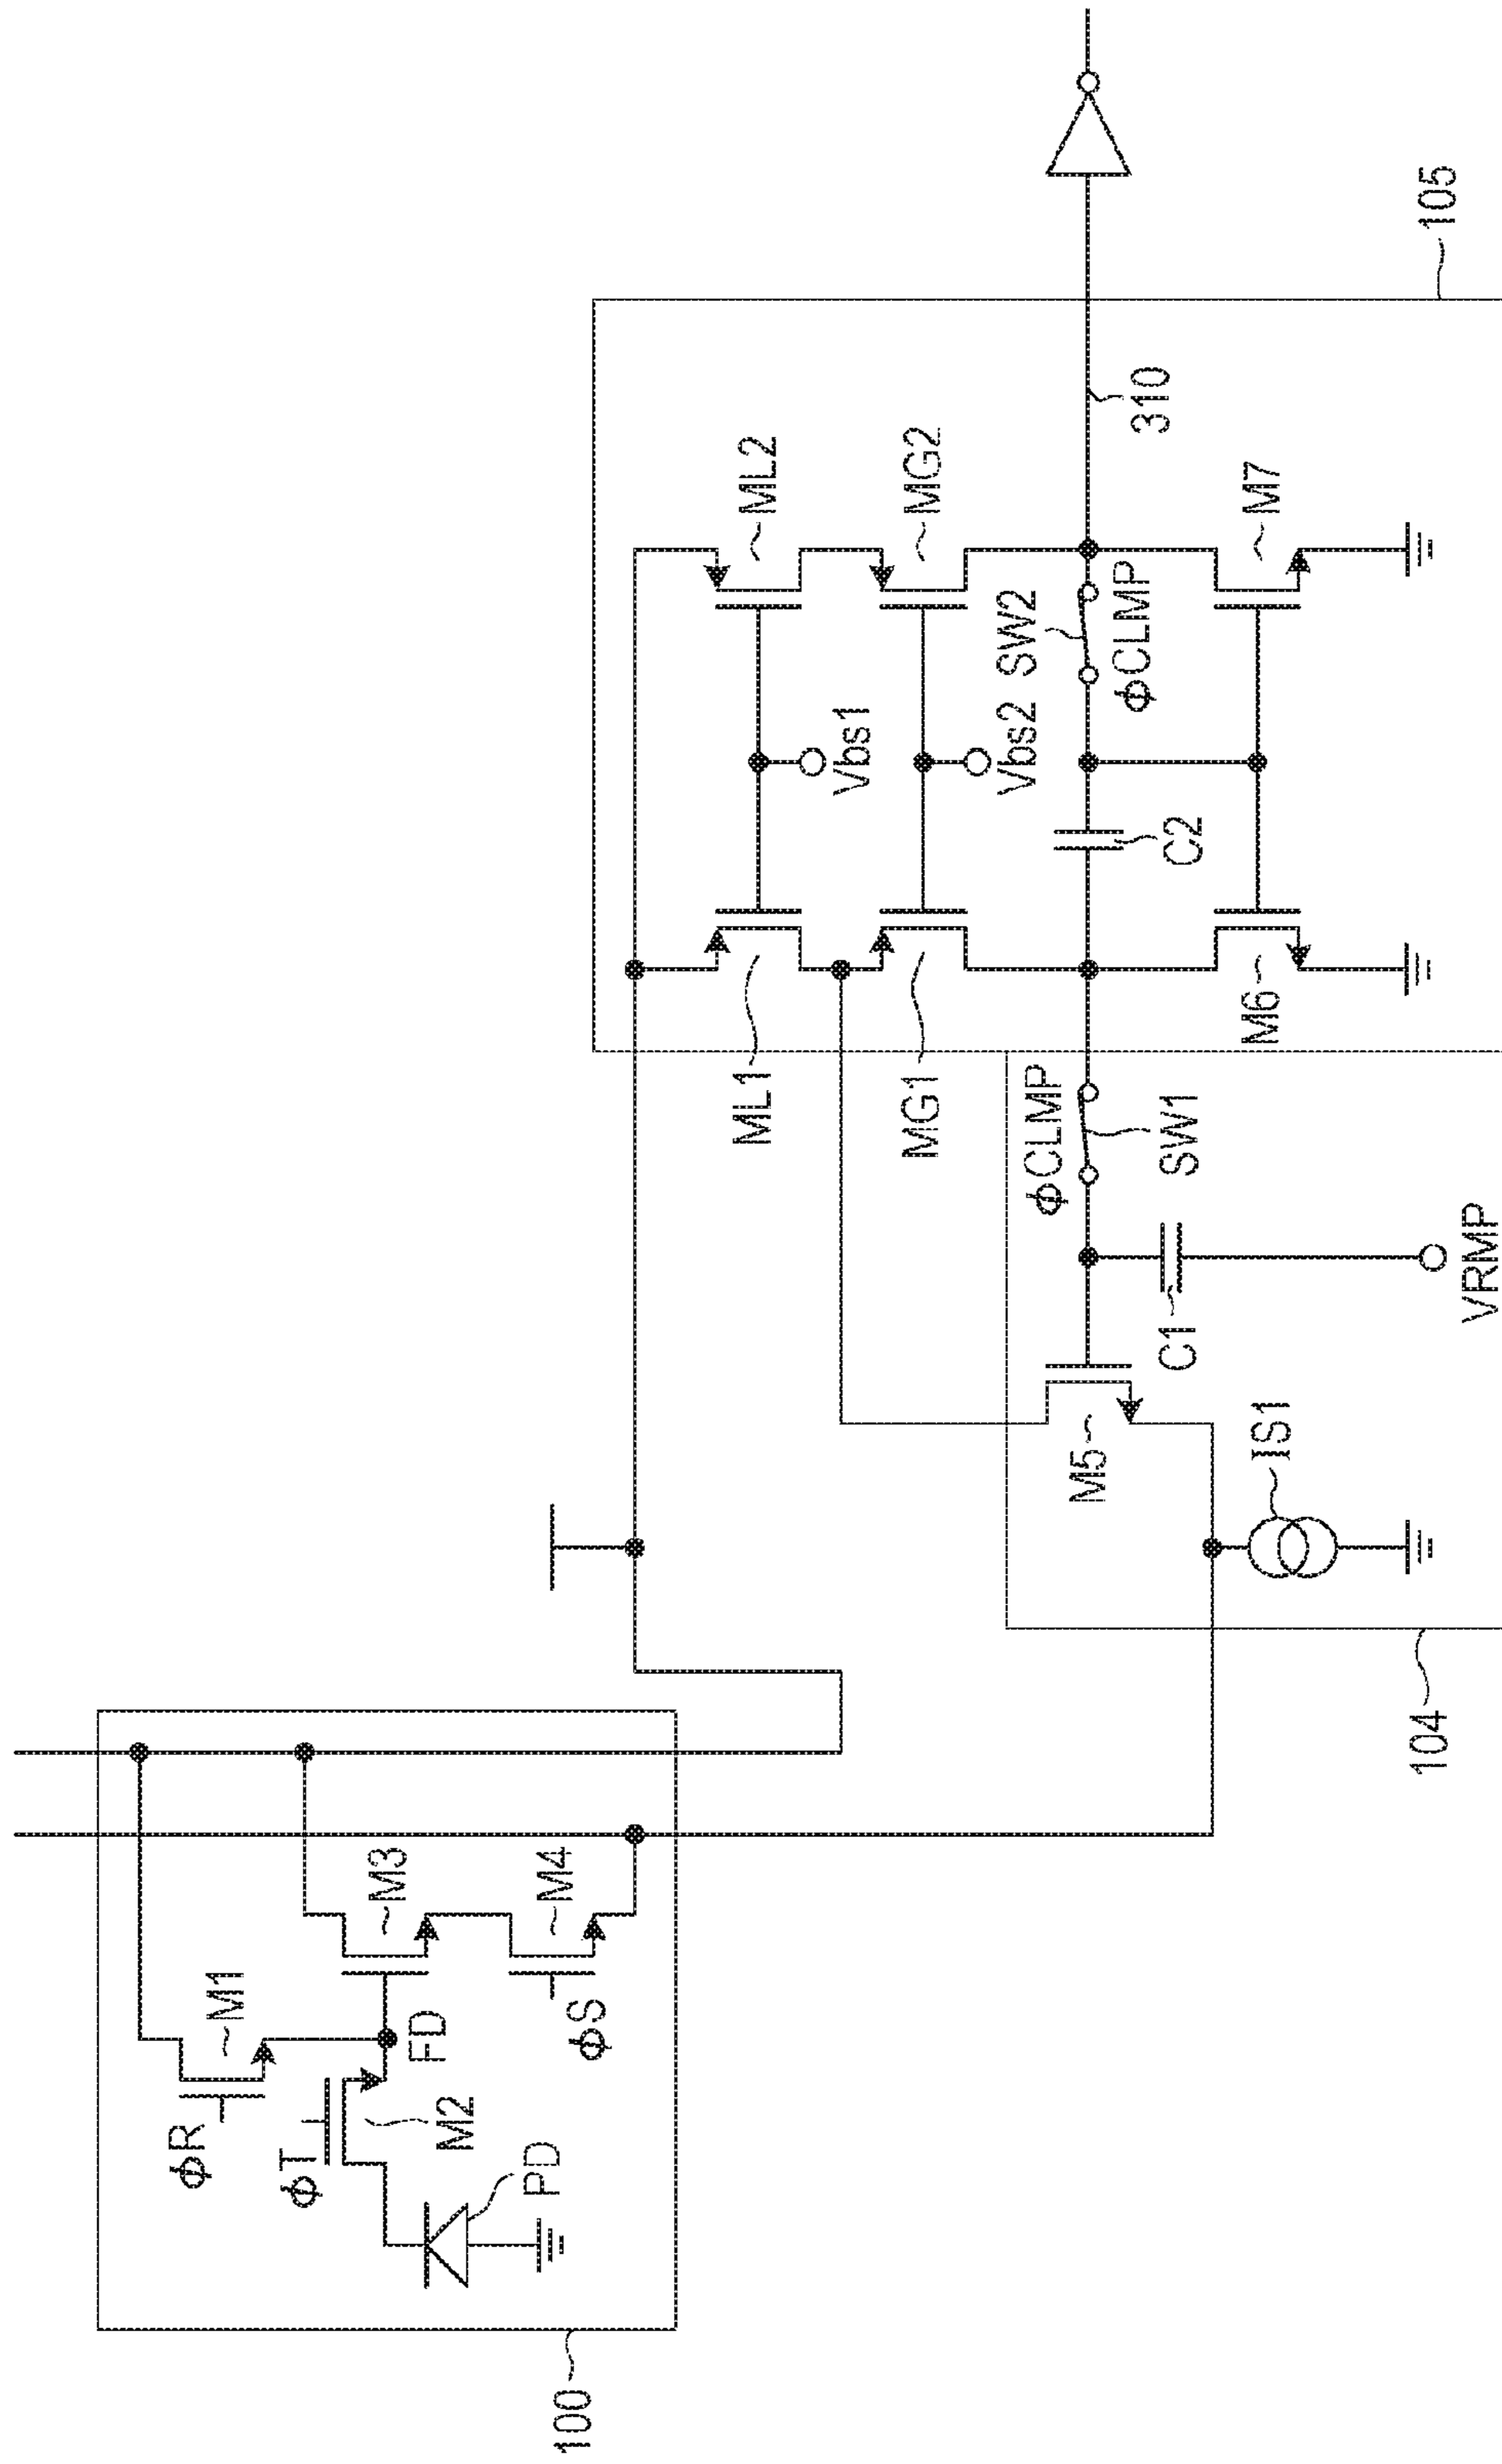 100
ϕR
M1
ϕT
M2
FD
PD
M3
M4
ϕS
104
M5
IS1
C1
VRMP
ϕCLMP
SW1
105
ML1
MG1
ML2
MG2
Vbs1
Vbs2
SW2
ϕCLMP
C2
M6
M7
310